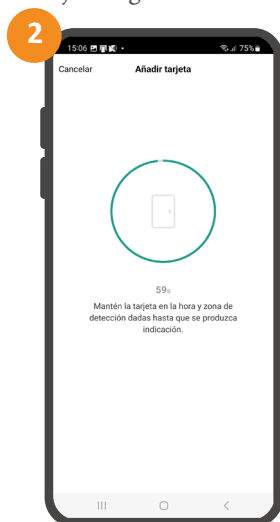 2
15:06
75%
Cancelar
Añadir tarjeta
59s
Mantén la tarjeta en la hora y zona de
detección dadas hasta que se produzca
indicación.